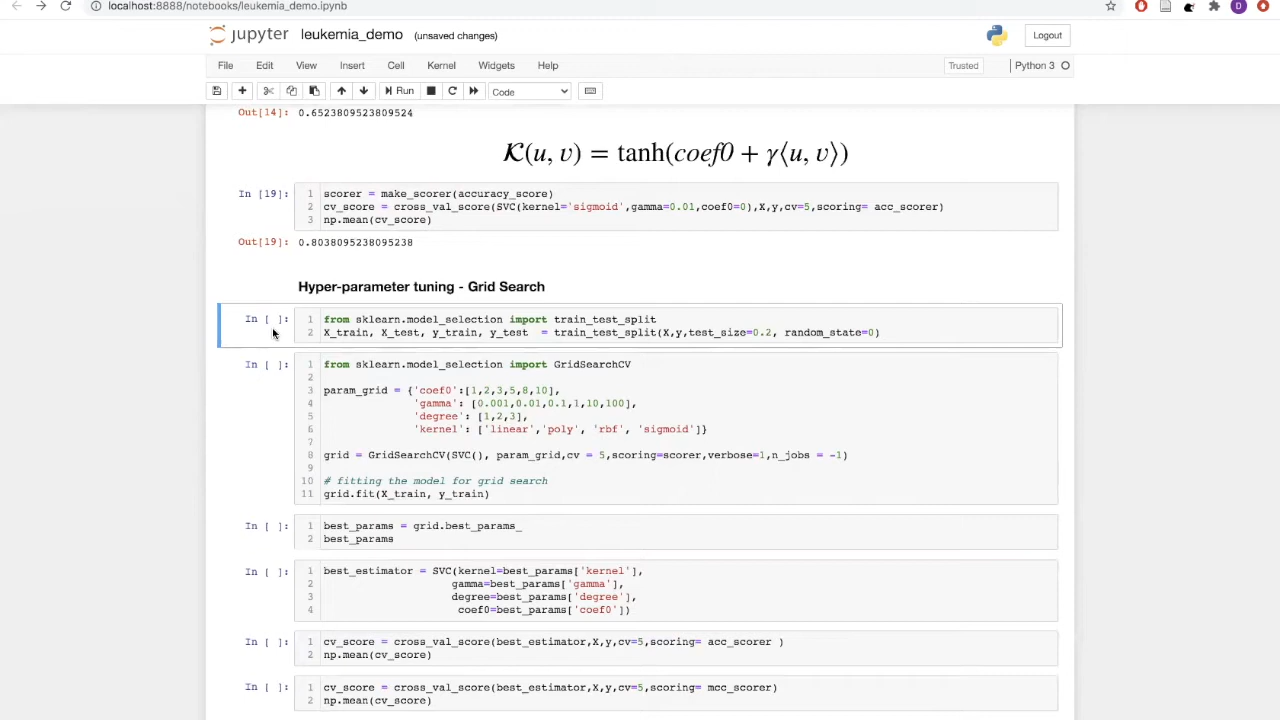 localhost:8888/notebooks/leukemia_demo.ipynb
D
jupyter leukemia_demo (unsaved changes)
Logout
File Edit View Insert Cell Kernel Widgets Help
Trusted
Python 3
Run
Code
Out[14]: 0.6523809523809524
𝒦(u, v) = tanh(coef0 + γ⟨u, v⟩)
In [19]: 1 scorer = make_scorer(accuracy_score)
2 cv_score = cross_val_score(SVC(kernel='sigmoid',gamma=0.01,coef0=0),X,y,cv=5,scoring= acc_scorer)
3 np.mean(cv_score)
Out[19]: 0.8038095238095238
Hyper-parameter tuning - Grid Search
In [ ]: 1 from sklearn.model_selection import train_test_split
2 X_train, X_test, y_train, y_test  = train_test_split(X,y,test_size=0.2, random_state=0)
In [ ]: 1 from sklearn.model_selection import GridSearchCV
2
3 param_grid = {'coef0':[1,2,3,5,8,10],
4 'gamma': [0.001,0.01,0.1,1,10,100],
5 'degree': [1,2,3],
6 'kernel': ['linear','poly', 'rbf', 'sigmoid']}
7
8 grid = GridSearchCV(SVC(), param_grid,cv = 5,scoring=scorer,verbose=1,n_jobs = -1)
9
10 # fitting the model for grid search
11 grid.fit(X_train, y_train)
In [ ]: 1 best_params = grid.best_params_
2 best_params
In [ ]: 1 best_estimator = SVC(kernel=best_params['kernel'],
2 gamma=best_params['gamma'],
3 degree=best_params['degree'],
4 coef0=best_params['coef0'])
In [ ]: 1 cv_score = cross_val_score(best_estimator,X,y,cv=5,scoring= acc_scorer )
2 np.mean(cv_score)
In [ ]: 1 cv_score = cross_val_score(best_estimator,X,y,cv=5,scoring= mcc_scorer)
2 np.mean(cv_score)